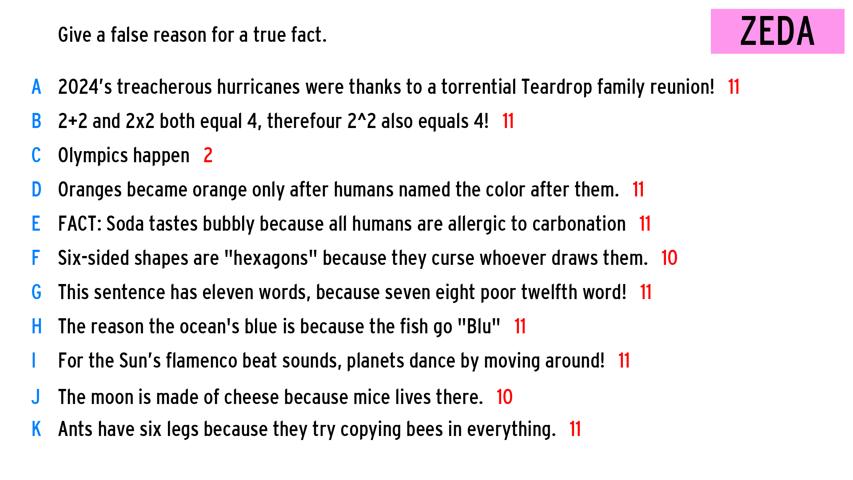 Give a false reason for a true fact.
ZEDA
A 2024's treacherous hurricanes were thanks to a torrential Teardrop family reunion! 11
B 2+2 and 2x2 both equal 4, therefour 2^2 also equals 4! 11
C Olympics happen 2
D Oranges became orange only after humans named the color after them. 11
E FACT: Soda tastes bubbly because all humans are allergic to carbonation 11
F Six-sided shapes are "hexagons" because they curse whoever draws them. 10
G This sentence has eleven words, because seven eight poor twelfth word! 11
H The reason the ocean's blue is because the fish go "Blu" 11
I For the Sun's flamenco beat sounds, planets dance by moving around! 11
J The moon is made of cheese because mice lives there. 10
K Ants have six legs because they try copying bees in everything. 11